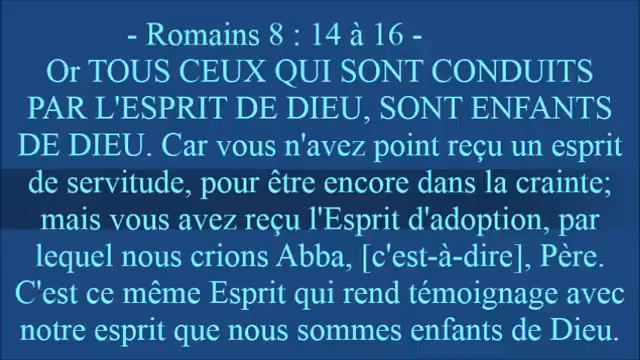 - Romains 8 : 14 à 16 -
Or TOUS CEUX QUI SONT CONDUITS
PAR L'ESPRIT DE DIEU, SONT ENFANTS
DE DIEU. Car vous n'avez point reçu un esprit
de servitude, pour être encore dans la crainte;
mais vous avez reçu l'Esprit d'adoption, par
lequel nous crions Abba, [c'est-à-dire], Père.
C'est ce même Esprit qui rend témoignage avec
notre esprit que nous sommes enfants de Dieu.